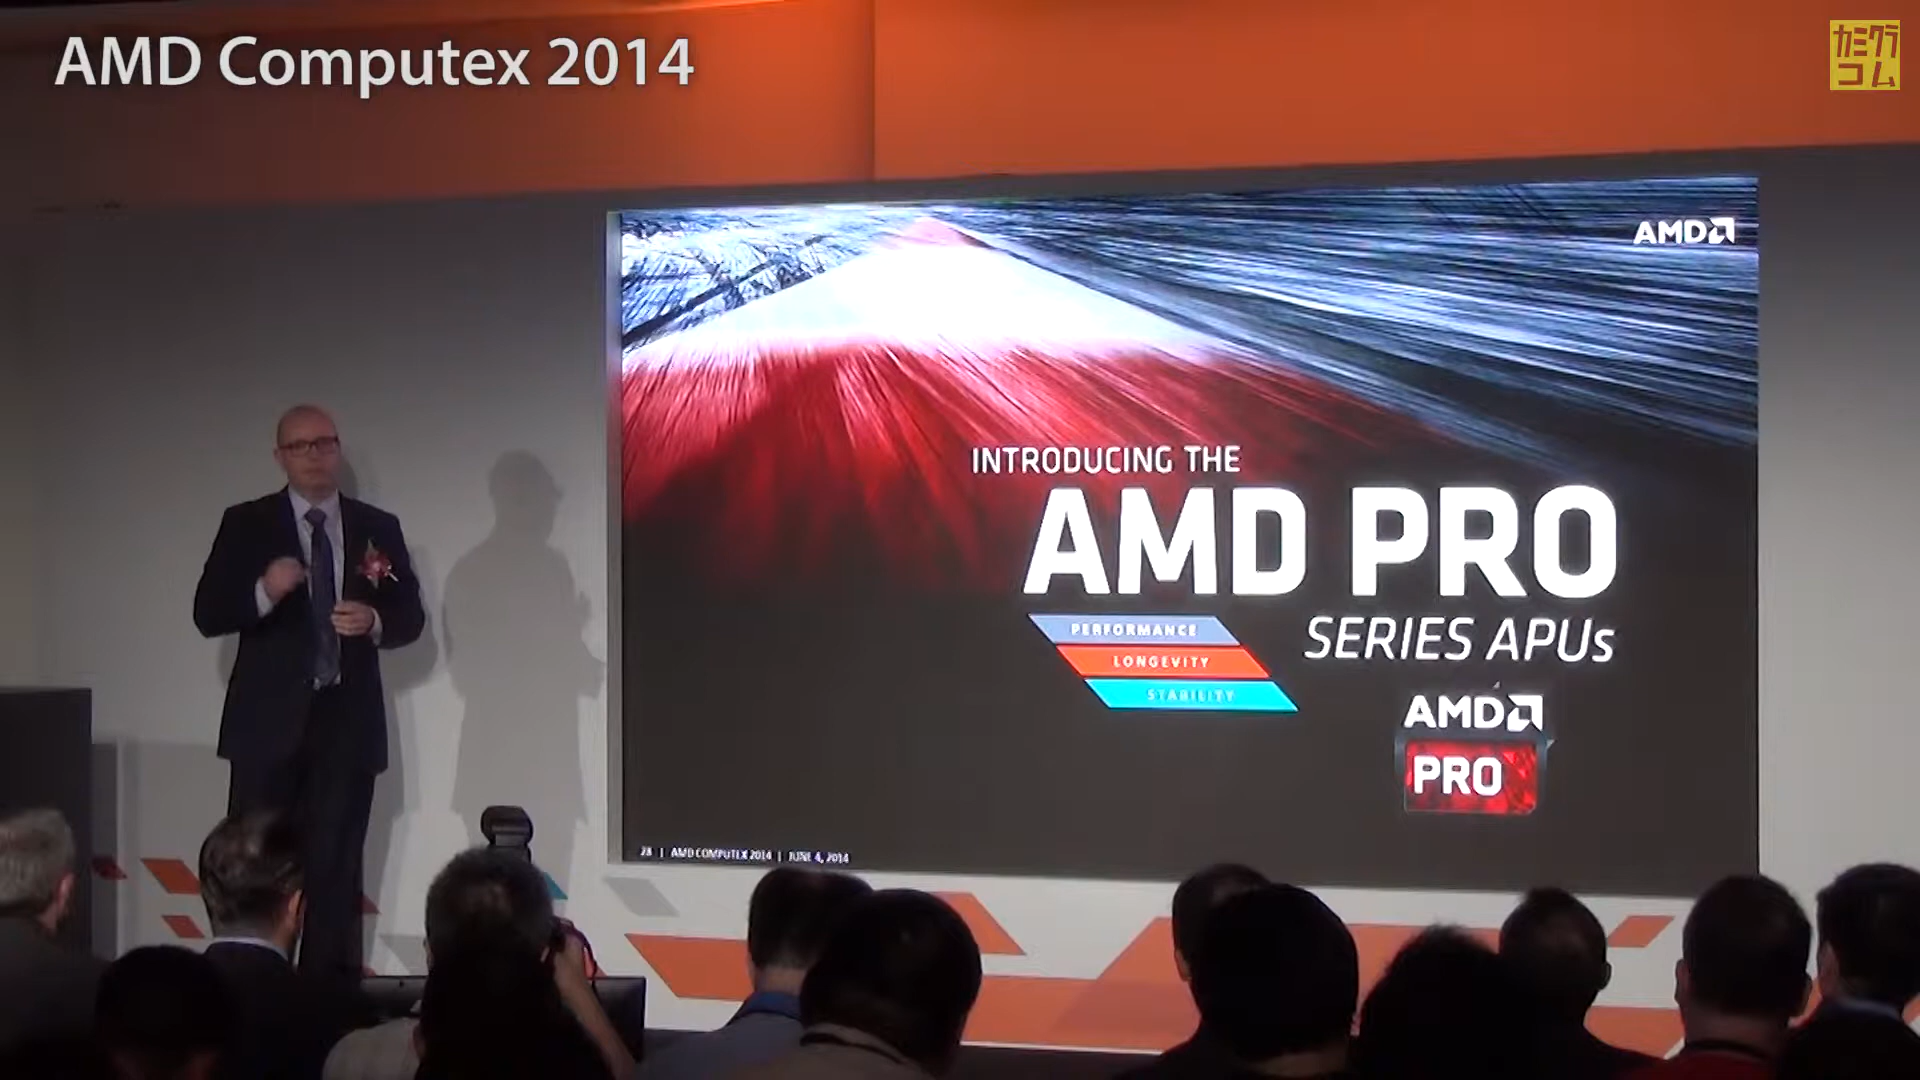 AMD Computex 2014
カミクラ
コム
AMD
INTRODUCING THE
AMD PRO
SERIES APUs
PERFORMANCE
LONGEVITY
STABILITY
AMD
PRO
28 | AMD COMPUTEX 2014 | JUNE 4, 2014